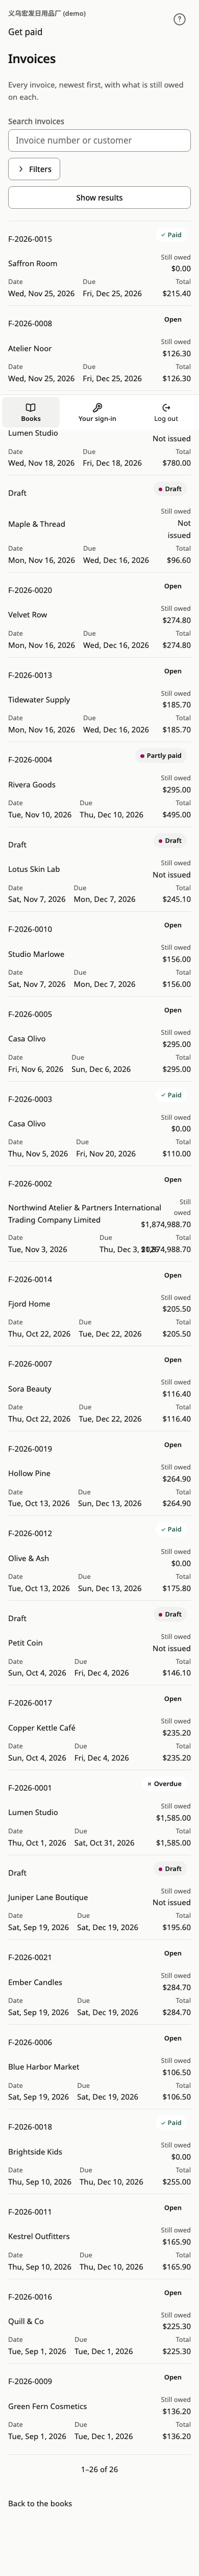 义乌宏发日用品厂 (demo)
Get paid
Invoices
Every invoice, newest first, with what is still owed
on each.
Search invoices
Invoice number or customer
Filters
Show results
Paid
F-2026-0015
Still owed
Saffron Room
$0.00
Date Due Total
Wed, Nov 25, 2026 Fri, Dec 25, 2026 $215.40
Open
F-2026-0008
Still owed
Atelier Noor
$126.30
Date Due Total
Wed, Nov 25, 2026 Fri, Dec 25, 2026 $126.30
Books Your sign-in Log out
Lumen Studio
Not issued
Date Due Total
Wed, Nov 18, 2026 Fri, Dec 18, 2026 $780.00
Draft
Draft
Still owed
Maple & Thread
Not
issued
Date Due Total
Mon, Nov 16, 2026 Wed, Dec 16, 2026 $96.60
Open
F-2026-0020
Still owed
Velvet Row
$274.80
Date Due Total
Mon, Nov 16, 2026 Wed, Dec 16, 2026 $274.80
Open
F-2026-0013
Still owed
Tidewater Supply
$185.70
Date Due Total
Mon, Nov 16, 2026 Wed, Dec 16, 2026 $185.70
Partly paid
F-2026-0004
Still owed
Rivera Goods
$295.00
Date Due Total
Tue, Nov 10, 2026 Thu, Dec 10, 2026 $495.00
Draft
Draft
Still owed
Lotus Skin Lab
Not issued
Date Due Total
Sat, Nov 7, 2026 Mon, Dec 7, 2026 $245.10
Open
F-2026-0010
Still owed
Studio Marlowe
$156.00
Date Due Total
Sat, Nov 7, 2026 Mon, Dec 7, 2026 $156.00
Open
F-2026-0005
Still owed
Casa Olivo
$295.00
Date Due Total
Fri, Nov 6, 2026 Sun, Dec 6, 2026 $295.00
Paid
F-2026-0003
Still owed
Casa Olivo
$0.00
Date Due Total
Thu, Nov 5, 2026 Fri, Nov 20, 2026 $110.00
Open
F-2026-0002
Still
Northwind Atelier & Partners International owed
Trading Company Limited
$1,874,988.70
Date Due Total
Tue, Nov 3, 2026 Thu, Dec 3, $1,874,988.70
Open
F-2026-0014
Still owed
Fjord Home
$205.50
Date Due Total
Thu, Oct 22, 2026 Tue, Dec 22, 2026 $205.50
Open
F-2026-0007
Still owed
Sora Beauty
$116.40
Date Due Total
Thu, Oct 22, 2026 Tue, Dec 22, 2026 $116.40
Open
F-2026-0019
Still owed
Hollow Pine
$264.90
Date Due Total
Tue, Oct 13, 2026 Sun, Dec 13, 2026 $264.90
Paid
F-2026-0012
Still owed
Olive & Ash
$0.00
Date Due Total
Tue, Oct 13, 2026 Sun, Dec 13, 2026 $175.80
Draft
Draft
Still owed
Petit Coin
Not issued
Date Due Total
Sun, Oct 4, 2026 Fri, Dec 4, 2026 $146.10
Open
F-2026-0017
Still owed
Copper Kettle Café
$235.20
Date Due Total
Sun, Oct 4, 2026 Fri, Dec 4, 2026 $235.20
Overdue
F-2026-0001
Still owed
Lumen Studio
$1,585.00
Date Due Total
Thu, Oct 1, 2026 Sat, Oct 31, 2026 $1,585.00
Draft
Draft
Still owed
Juniper Lane Boutique
Not issued
Date Due Total
Sat, Sep 19, 2026 Sat, Dec 19, 2026 $195.60
Open
F-2026-0021
Still owed
Ember Candles
$284.70
Date Due Total
Sat, Sep 19, 2026 Sat, Dec 19, 2026 $284.70
Open
F-2026-0006
Still owed
Blue Harbor Market
$106.50
Date Due Total
Sat, Sep 19, 2026 Sat, Dec 19, 2026 $106.50
Paid
F-2026-0018
Still owed
Brightside Kids
$0.00
Date Due Total
Thu, Sep 10, 2026 Thu, Dec 10, 2026 $255.00
Open
F-2026-0011
Still owed
Kestrel Outfitters
$165.90
Date Due Total
Thu, Sep 10, 2026 Thu, Dec 10, 2026 $165.90
Open
F-2026-0016
Still owed
Quill & Co
$225.30
Date Due Total
Tue, Sep 1, 2026 Tue, Dec 1, 2026 $225.30
Open
F-2026-0009
Still owed
Green Fern Cosmetics
$136.20
Date Due Total
Tue, Sep 1, 2026 Tue, Dec 1, 2026 $136.20
1–26 of 26
Back to the books